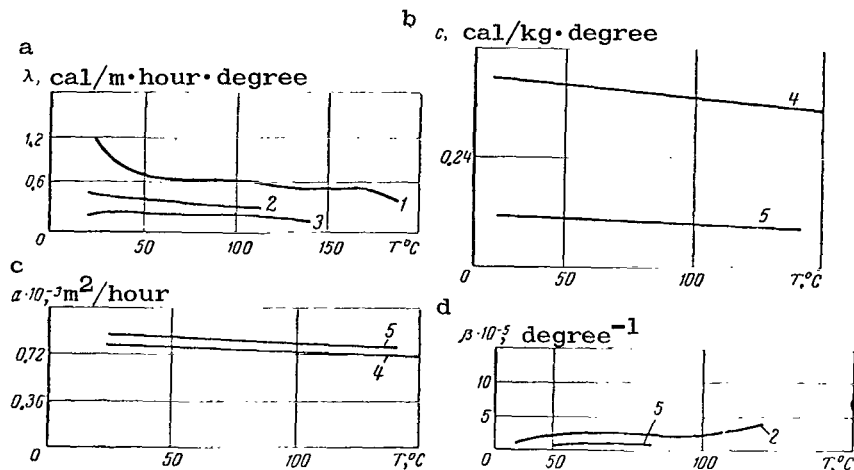 a
λ, cal/m•hour•degree
1,2
0,6
0
50
100
150
T°C
1
2
3
b
c, cal/kg•degree
0,24
0
50
100
T,°C
4
5
c
a·10,⁻³m²/hour
0,72
0,36
0
50
100
T,°C
5
4
d
β·10⁻⁵, degree⁻¹
10
5
0
50
100
T,°C
5
2